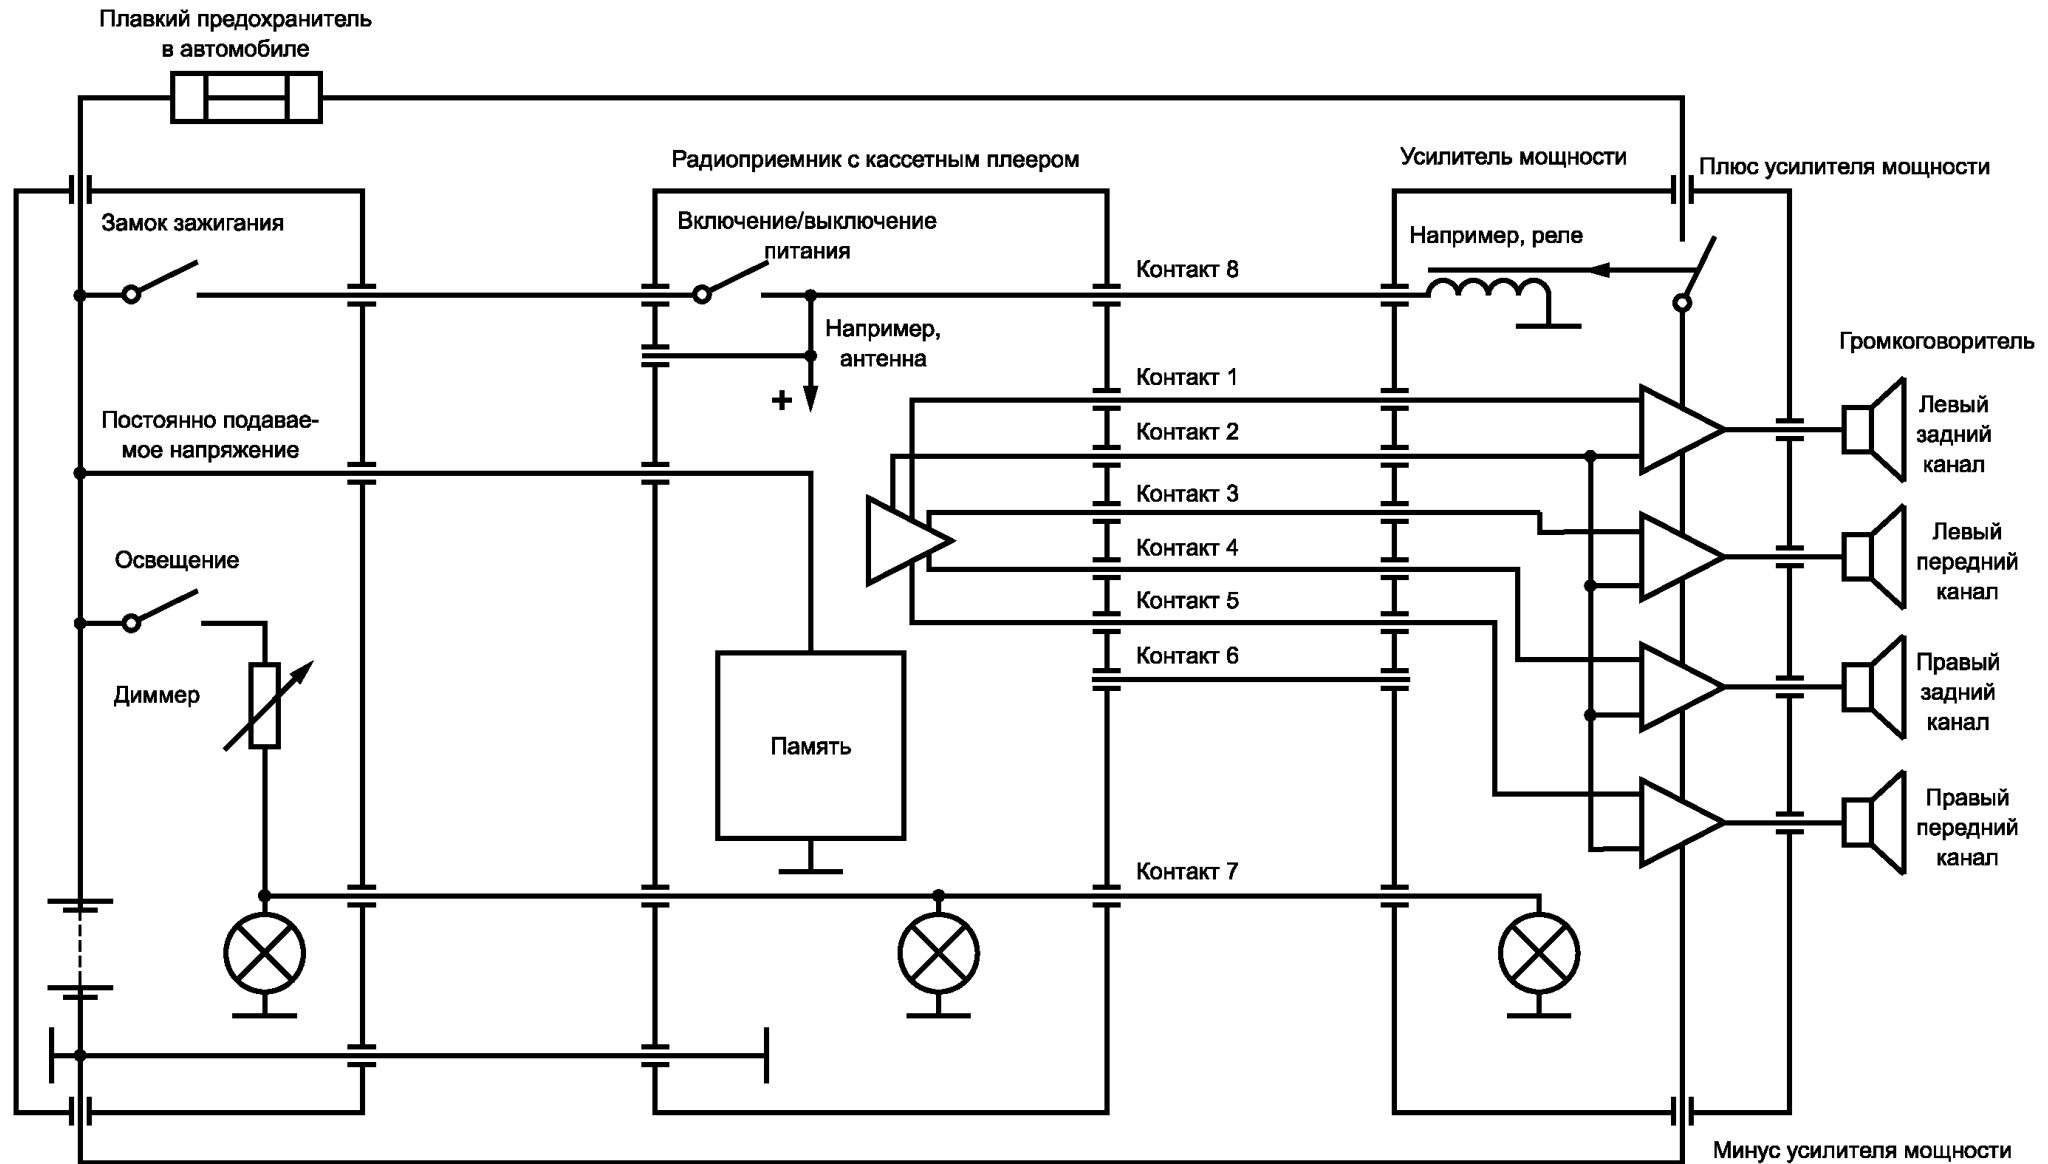 Плавкий предохранитель
в автомобиле
Радиоприемник с кассетным плеером
Усилитель мощности
Плюс усилителя мощности
Замок зажигания
Включение/выключение
питания
Например, реле
Контакт 8
Например,
антенна
+
Громкоговоритель
Контакт 1
Постоянно подавае-
мое напряжение
Контакт 2
Левый
задний
канал
Контакт 3
Контакт 4
Левый
передний
канал
Освещение
Контакт 5
Контакт 6
Диммер
Правый
задний
канал
Память
Правый
передний
канал
Контакт 7
Минус усилителя мощности